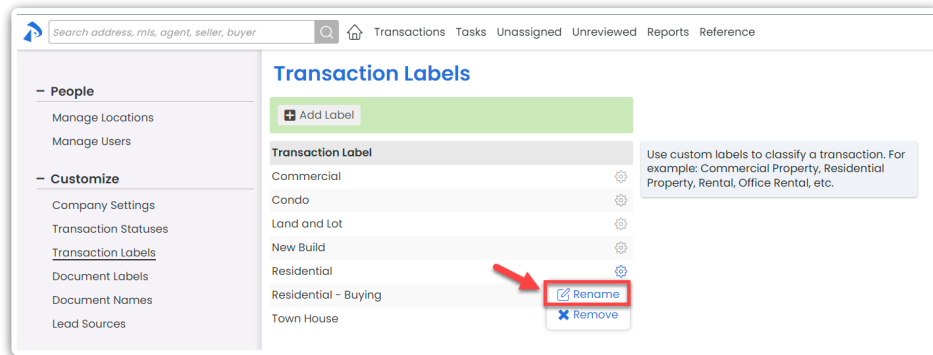 Search address, mls, agent, seller, buyer
Transactions Tasks Unassigned Unreviewed Reports Reference
– People
Manage Locations
Manage Users
– Customize
Company Settings
Transaction Statuses
Transaction Labels
Document Labels
Document Names
Lead Sources
Transaction Labels
Add Label
Transaction Label
Commercial
Condo
Land and Lot
New Build
Residential
Residential - Buying
Town House
Rename
Remove
Use custom labels to classify a transaction. For
example: Commercial Property, Residential
Property, Rental, Office Rental, etc.